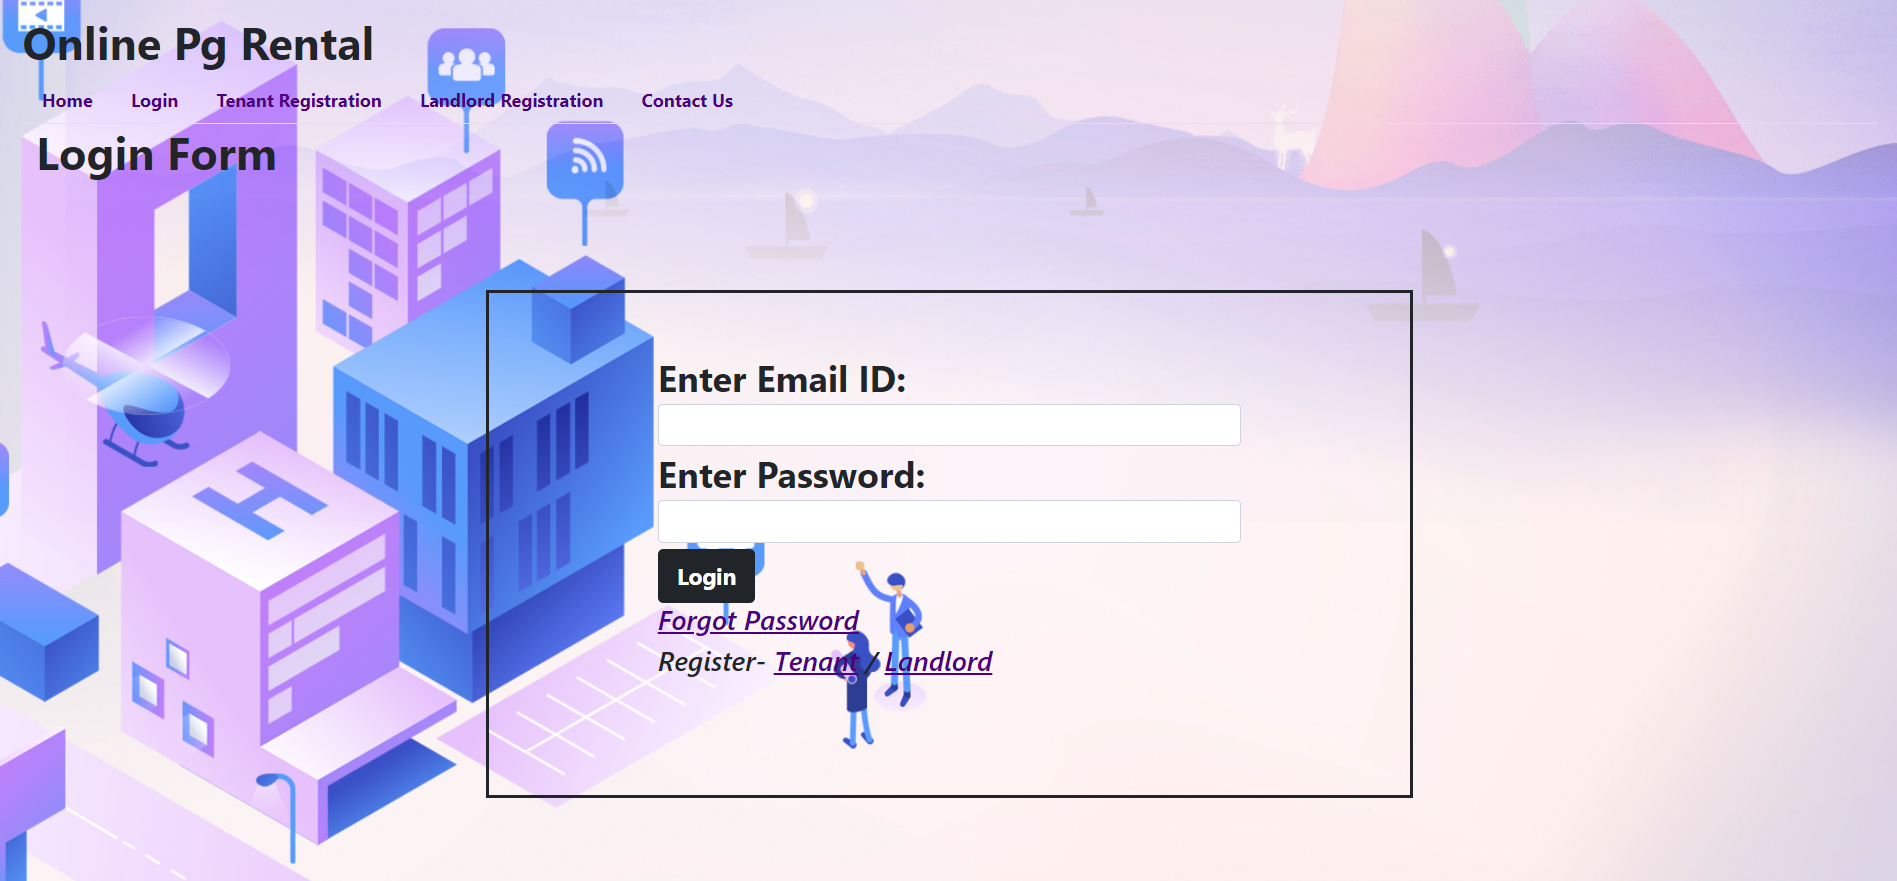 Online Pg Rental
Home Login Tenant Registration Landlord Registration Contact Us
Login Form
H
Enter Email ID:
Enter Password:
Login
Forgot Password
Register- Tenant / Landlord